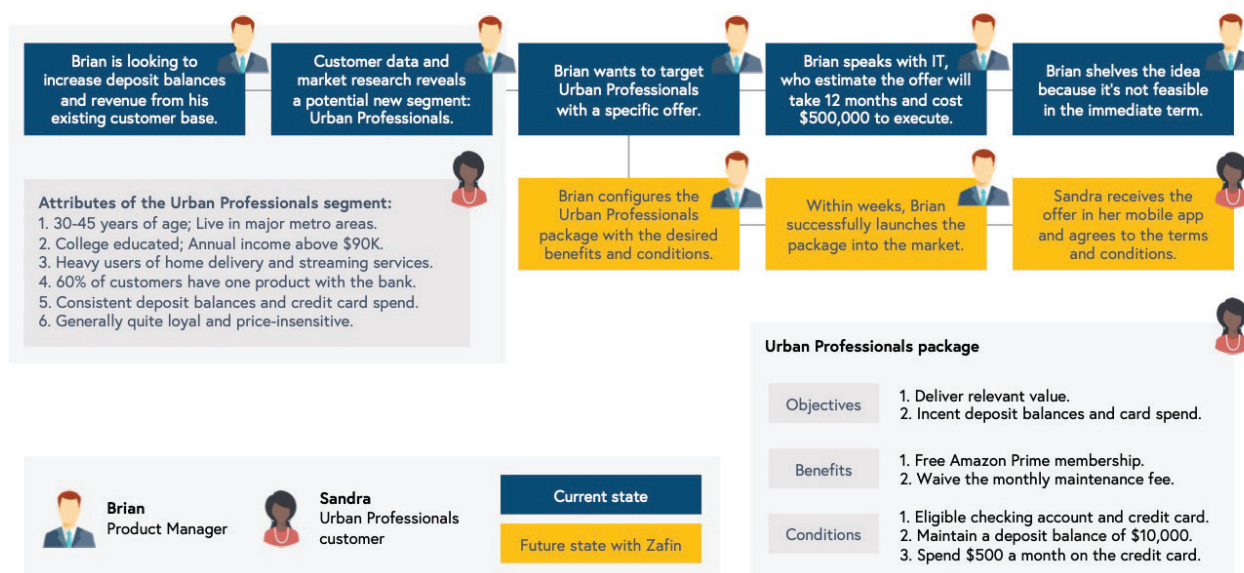 Brian is looking to
increase deposit balances
and revenue from his
existing customer base.
Customer data and
market research reveals
a potential new segment:
Urban Professionals.
Brian wants to target
Urban Professionals
with a specific offer.
Brian speaks with IT,
who estimate the offer will
take 12 months and cost
$500,000 to execute.
Brian shelves the idea
because it's not feasible
in the immediate term.
Attributes of the Urban Professionals segment:
1. 30-45 years of age; Live in major metro areas.
2. College educated; Annual income above $90K.
3. Heavy users of home delivery and streaming services.
4. 60% of customers have one product with the bank.
5. Consistent deposit balances and credit card spend.
6. Generally quite loyal and price-insensitive.
Brian configures the
Urban Professionals
package with the desired
benefits and conditions.
Within weeks, Brian
successfully launches the
package into the market.
Sandra receives the
offer in her mobile app
and agrees to the terms
and conditions.
Urban Professionals package
Objectives
1. Deliver relevant value.
2. Incent deposit balances and card spend.
Benefits
1. Free Amazon Prime membership.
2. Waive the monthly maintenance fee.
Conditions
1. Eligible checking account and credit card.
2. Maintain a deposit balance of $10,000.
3. Spend $500 a month on the credit card.
Brian
Product Manager
Sandra
Urban Professionals
customer
Current state
Future state with Zafin